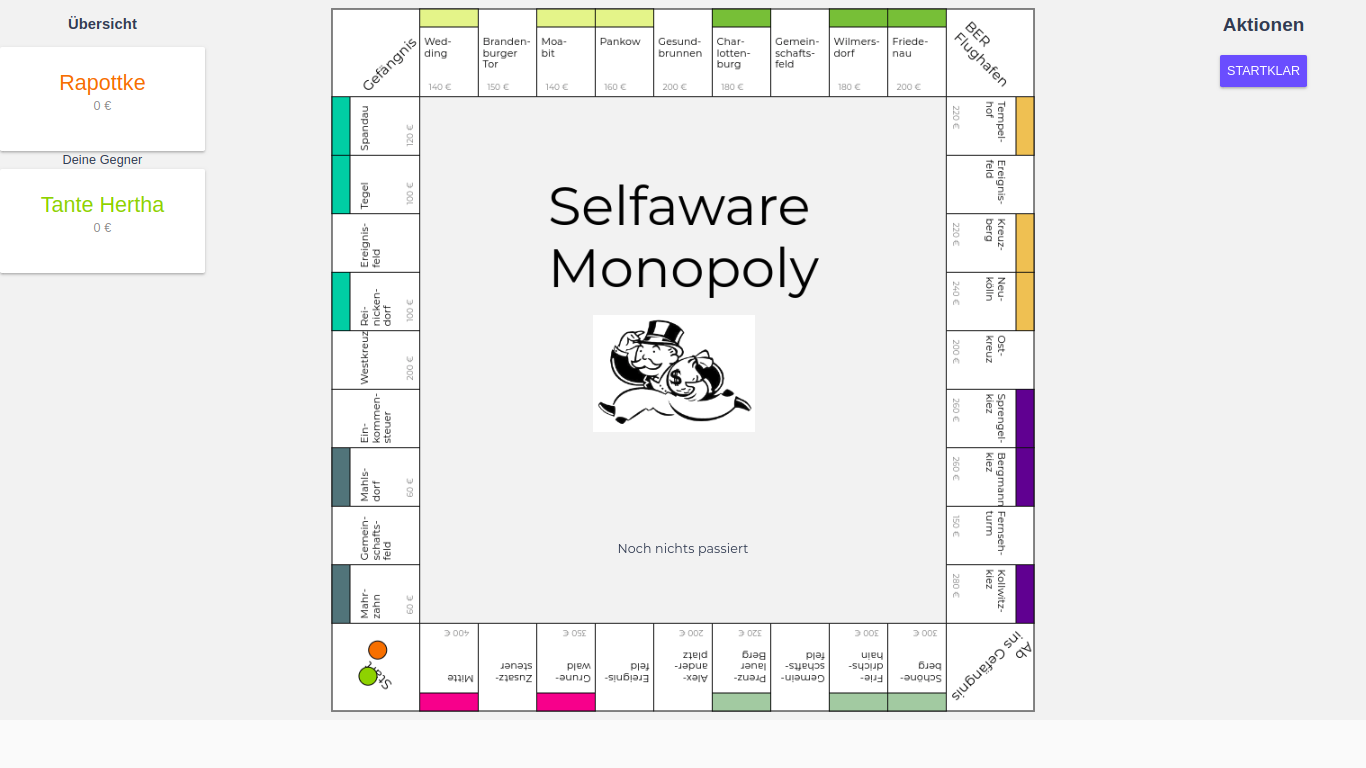 Übersicht
Rapottke
0 €
Deine Gegner
Tante Hertha
0 €
Gefängnis
Wed-
ding
140 €
Branden-
burger
Tor
150 €
Moa-
bit
140 €
Pankow
160 €
Gesund-
brunnen
200 €
Char-
lotten-
burg
180 €
Gemein-
schafts-
feld
Wilmers-
dorf
180 €
Friede-
nau
200 €
BER
Flughafen
Spandau
120 €
Tegel
100 €
Ereignis-
feld
Rei-
nicken-
dorf
100 €
Westkreuz
200 €
Ein-
kommen-
steuer
Mahls-
dorf
60 €
Gemein-
schafts-
feld
Mahr-
zahn
60 €
Selfaware
Monopoly
$
Noch nichts passiert
Tempel-
hof
220 €
Ereignis-
feld
Kreuz-
berg
220 €
Neu-
kölln
240 €
Ost-
kreuz
200 €
Sprengel-
kiez
260 €
Bergmann
kiez
260 €
Fernseh-
turm
150 €
Kollwitz-
kiez
280 €
Start
Mitte
400 €
Zusatz-
steuer
Grune-
wald
350 €
Ereignis-
feld
Alex-
ander-
platz
200 €
Prenz-
lauer
Berg
320 €
Gemein-
schafts-
feld
Frie-
drichs-
hain
300 €
Schöne-
berg
300 €
Ab
ins Gefängnis
Aktionen
STARTKLAR